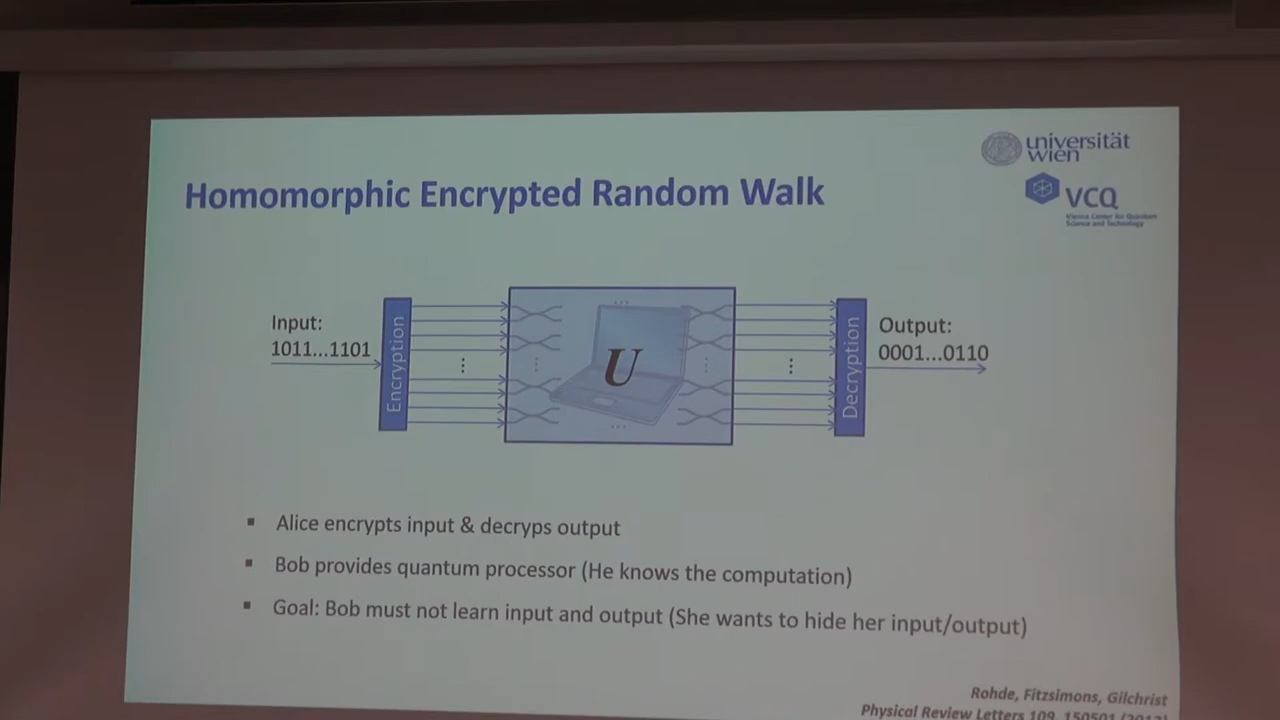 universität
wien
VCQ
Vienna Center for Quantum
Science and Technology
Homomorphic Encrypted Random Walk
Input:
1011...1101
Encryption
U
Decryption
Output:
0001...0110
Alice encrypts input & decryps output
Bob provides quantum processor (He knows the computation)
Goal: Bob must not learn input and output (She wants to hide her input/output)
Rohde, Fitzsimons, Gilchrist
Physical Review Letters 109, 150501 (2012)